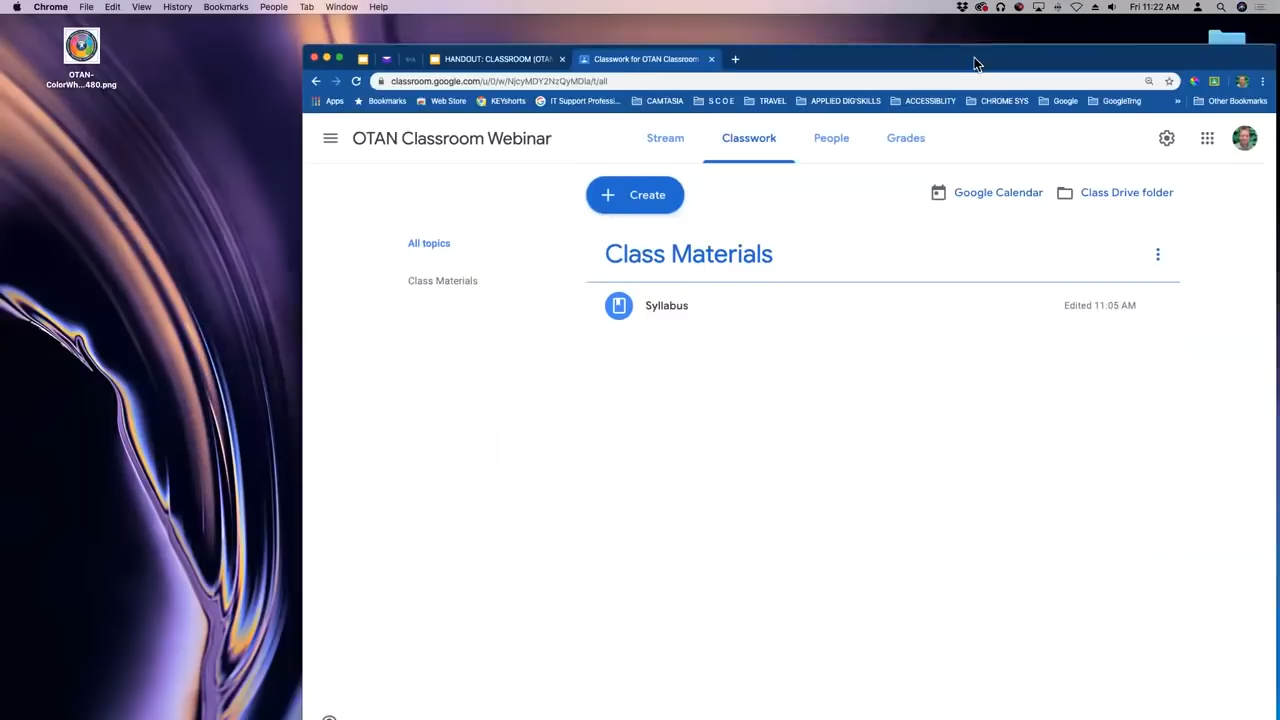 Chrome File Edit View History Bookmarks People Tab Window Help Fri 11:22 AM
OTAN-
ColorWh...480.png
HANDOUT: CLASSROOM (OTAN Classwork for OTAN Classroom
classroom.google.com/u/0/w/NjcyMDY2NzQyMDla/t/all
Apps Bookmarks Web Store KEYshorts IT Support Professi... CAMTASIA S C O E TRAVEL APPLIED DIG'SKILLS ACCESSIBLITY CHROME SYS Google GoogleTrng » Other Bookmarks
OTAN Classroom Webinar Stream Classwork People Grades
+ Create Google Calendar Class Drive folder
All topics
Class Materials
Class Materials
Syllabus Edited 11:05 AM